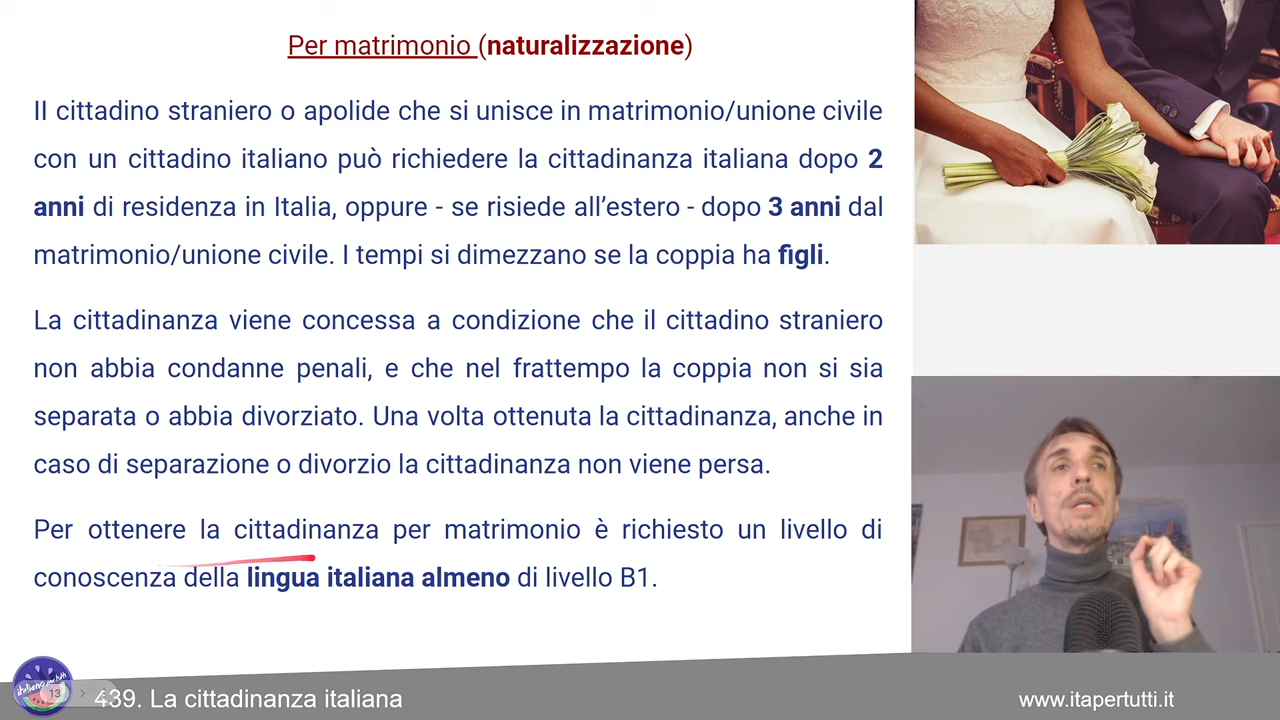 Per matrimonio (naturalizzazione)
Il cittadino straniero o apolide che si unisce in matrimonio/unione civile
con un cittadino italiano può richiedere la cittadinanza italiana dopo 2
anni di residenza in Italia, oppure - se risiede all’estero - dopo 3 anni dal
matrimonio/unione civile. I tempi si dimezzano se la coppia ha figli.
La cittadinanza viene concessa a condizione che il cittadino straniero
non abbia condanne penali, e che nel frattempo la coppia non si sia
separata o abbia divorziato. Una volta ottenuta la cittadinanza, anche in
caso di separazione o divorzio la cittadinanza non viene persa.
Per ottenere la cittadinanza per matrimonio è richiesto un livello di
conoscenza della lingua italiana almeno di livello B1.
italiano per tutti
13
439. La cittadinanza italiana
www.itapertutti.it